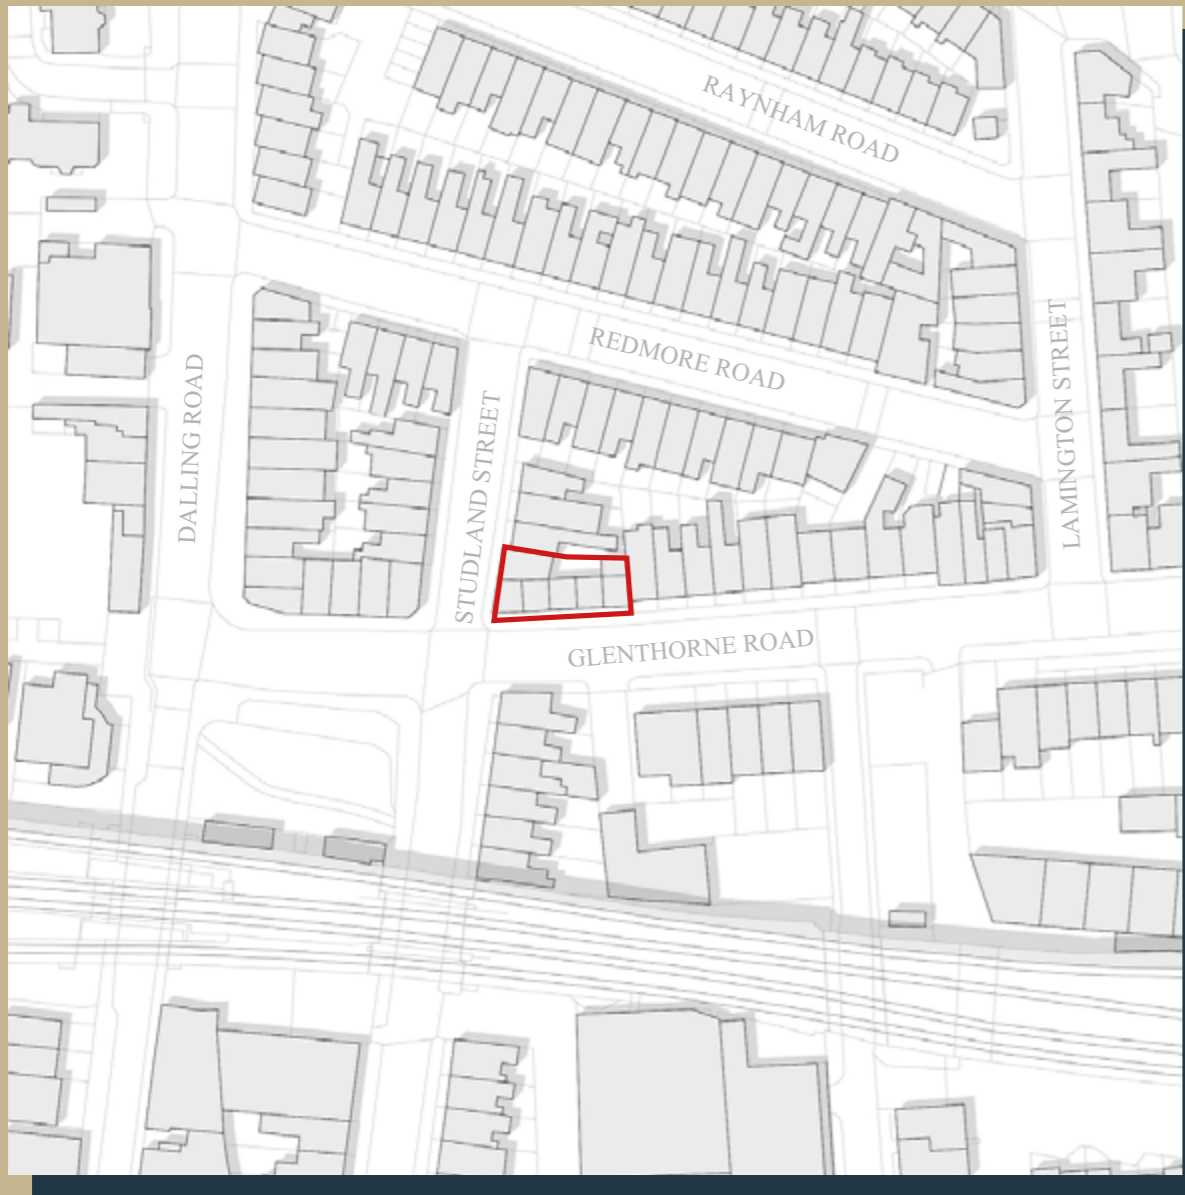 RAYNHAM ROAD
REDMORE ROAD
LAMINGTON STREET
DALLING ROAD
STUDLAND STREET
GLENTHORNE ROAD